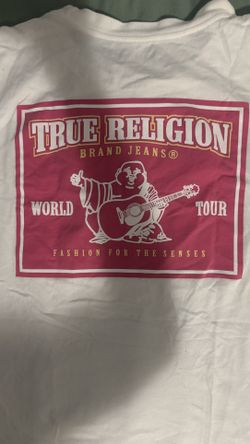 TRUE RELIGION
BRAND JEANS®
WORLD TOUR
FASHION FOR THE SENSES